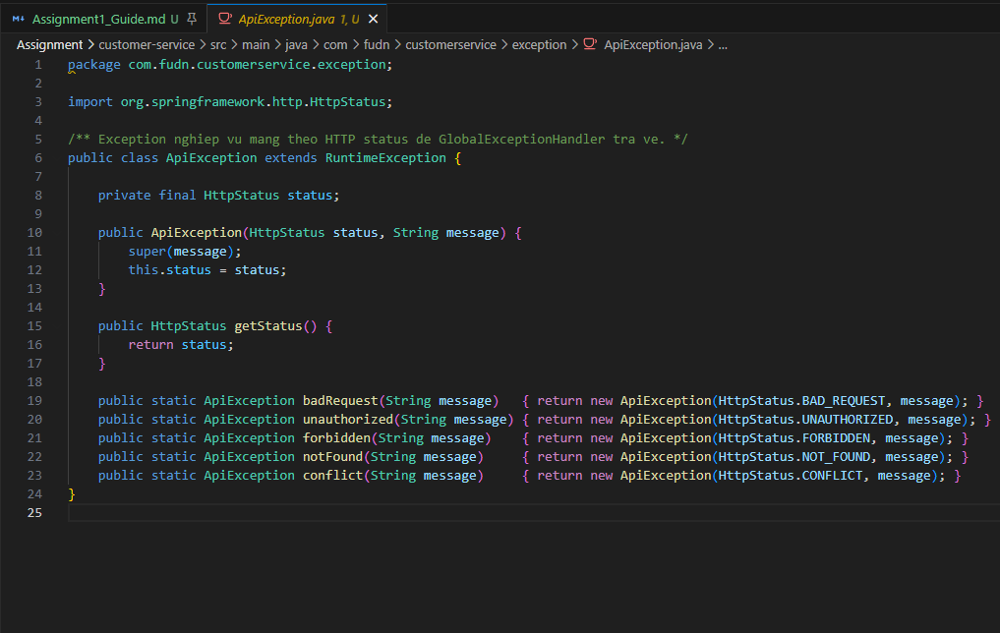 Assignment1_Guide.md U
ApiException.java 1, U
Assignment > customer-service > src > main > java > com > fudn > customerservice > exception > ApiException.java > ...
1 package com.fudn.customerservice.exception;
2
3 import org.springframework.http.HttpStatus;
4
5 /** Exception nghiep vu mang theo HTTP status de GlobalExceptionHandler tra ve. */
6 public class ApiException extends RuntimeException {
7
8     private final HttpStatus status;
9
10     public ApiException(HttpStatus status, String message) {
11         super(message);
12         this.status = status;
13     }
14
15     public HttpStatus getStatus() {
16         return status;
17     }
18
19     public static ApiException badRequest(String message)   { return new ApiException(HttpStatus.BAD_REQUEST, message); }
20     public static ApiException unauthorized(String message) { return new ApiException(HttpStatus.UNAUTHORIZED, message); }
21     public static ApiException forbidden(String message)    { return new ApiException(HttpStatus.FORBIDDEN, message); }
22     public static ApiException notFound(String message)     { return new ApiException(HttpStatus.NOT_FOUND, message); }
23     public static ApiException conflict(String message)     { return new ApiException(HttpStatus.CONFLICT, message); }
24 }
25